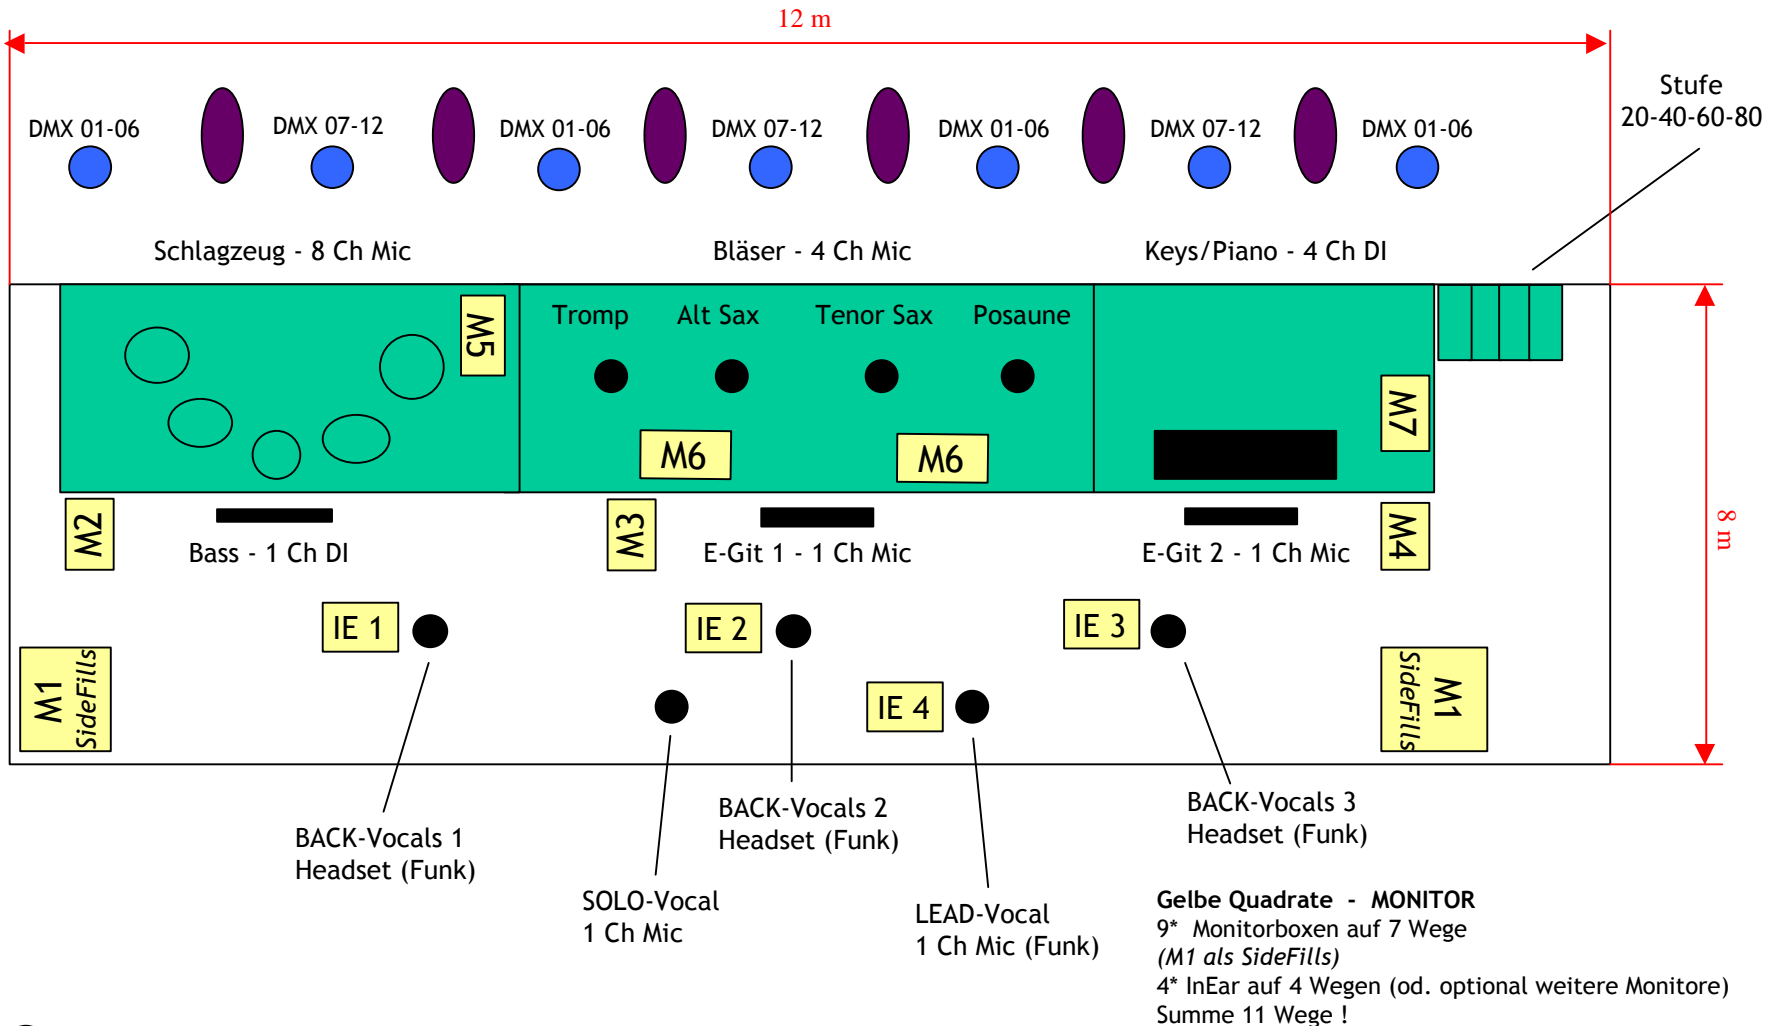 12 m
Stufe
20-40-60-80
DMX 01-06
DMX 07-12
DMX 01-06
DMX 07-12
DMX 01-06
DMX 07-12
DMX 01-06
Schlagzeug - 8 Ch Mic
Bläser - 4 Ch Mic
Keys/Piano - 4 Ch DI
M5
Tromp
Alt Sax
Tenor Sax
Posaune
M7
M6
M6
M2
M3
M4
8 m
Bass - 1 Ch DI
E-Git 1 - 1 Ch Mic
E-Git 2 - 1 Ch Mic
IE 1
IE 2
IE 3
M1
SideFills
IE 4
M1
SideFills
BACK-Vocals 1
Headset (Funk)
BACK-Vocals 2
Headset (Funk)
BACK-Vocals 3
Headset (Funk)
SOLO-Vocal
1 Ch Mic
LEAD-Vocal
1 Ch Mic (Funk)
Gelbe Quadrate - MONITOR
9* Monitorboxen auf 7 Wege
(M1 als SideFills)
4* InEar auf 4 Wegen (od. optional weitere Monitore)
Summe 11 Wege !